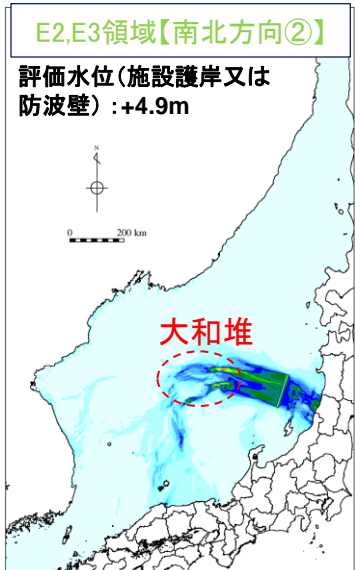 E2,E3領域【南北方向②】
評価水位(施設護岸又は
防波壁):+4.9m
N
0 200 km
大和堆